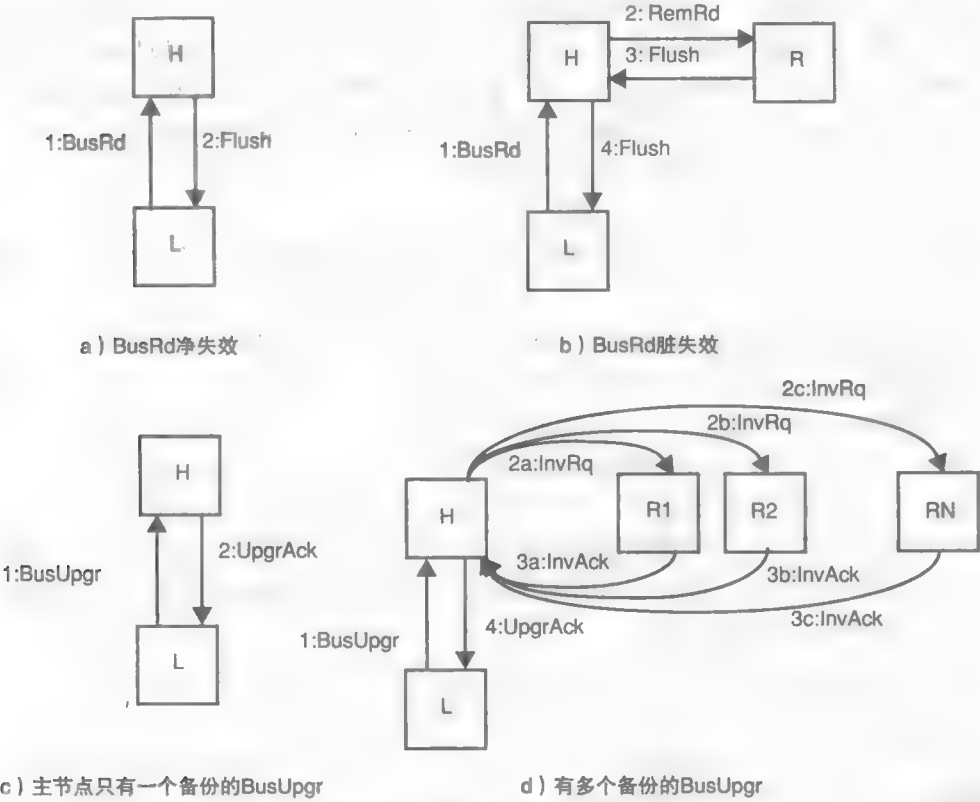 H
1:BusRd
2:Flush
L
a）BusRd净失效
H
2: RemRd
3: Flush
R
1:BusRd
4:Flush
L
b）BusRd脏失效
H
1:BusUpgr
2:UpgrAck
L
c）主节点只有一个备份的BusUpgr
2c:InvRq
2b:InvRq
2a:InvRq
H
R1
R2
RN
3a:InvAck
3b:InvAck
3c:InvAck
1:BusUpgr
4:UpgrAck
L
d）有多个备份的BusUpgr